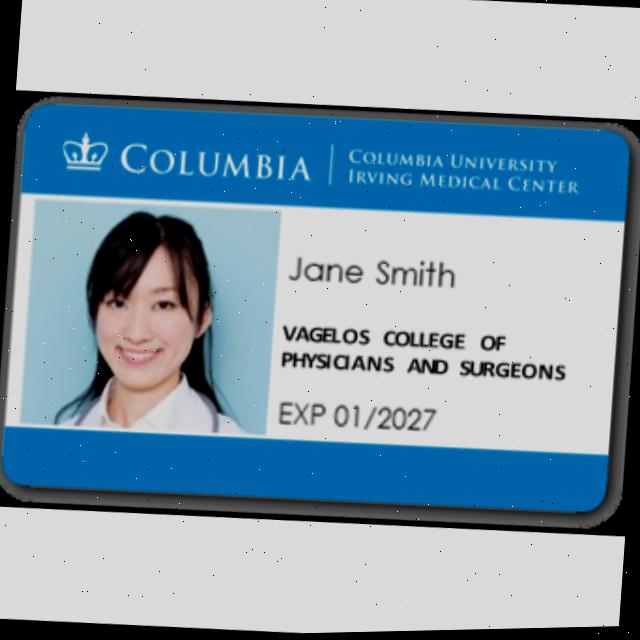 COLUMBIA
COLUMBIA UNIVERSITY
IRVING MEDICAL CENTER
Jane Smith
VAGELOS COLLEGE OF
PHYSICIANS AND SURGEONS
EXP 01/2027